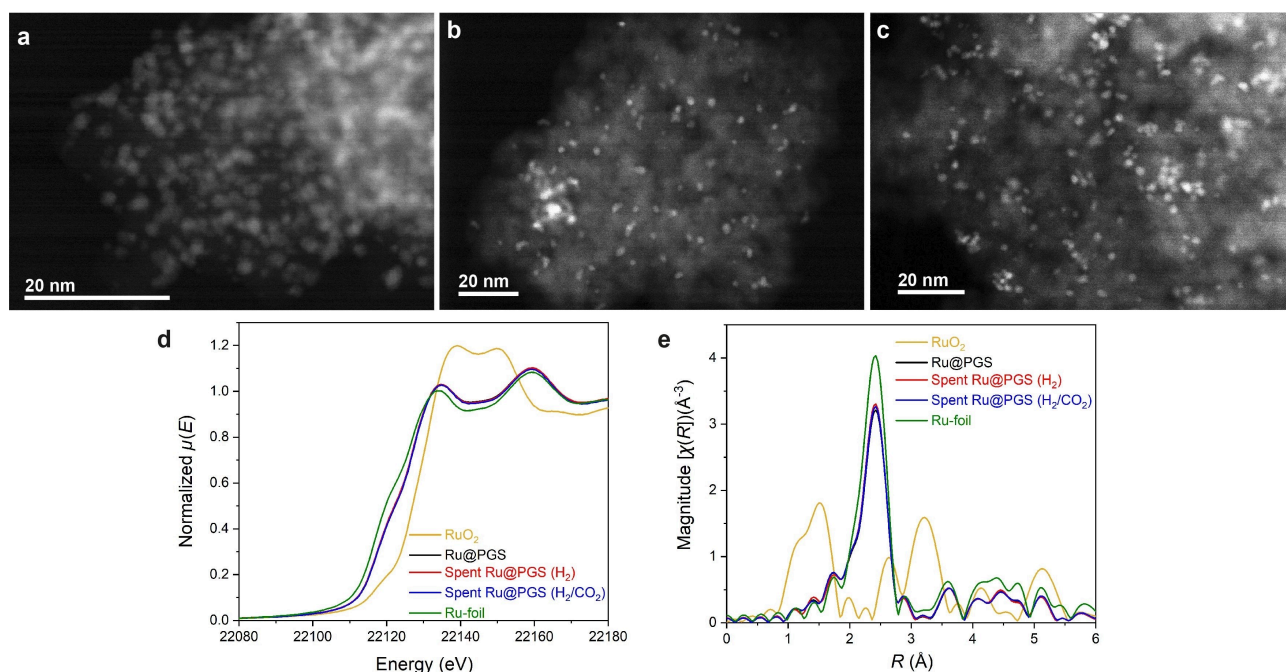 a
20 nm
b
20 nm
c
20 nm
d
Normalized μ(E)
1.2
1.0
0.8
0.6
0.4
0.2
0.0
RuO₂
Ru@PGS
Spent Ru@PGS (H₂)
Spent Ru@PGS (H₂/CO₂)
Ru-foil
22080 22100 22120 22140 22160 22180
Energy (eV)
e
Magnitude [χ(R])(Å⁻³)
4
3
2
1
0
RuO₂
Ru@PGS
Spent Ru@PGS (H₂)
Spent Ru@PGS (H₂/CO₂)
Ru-foil
0 1 2 3 4 5 6
R (Å)